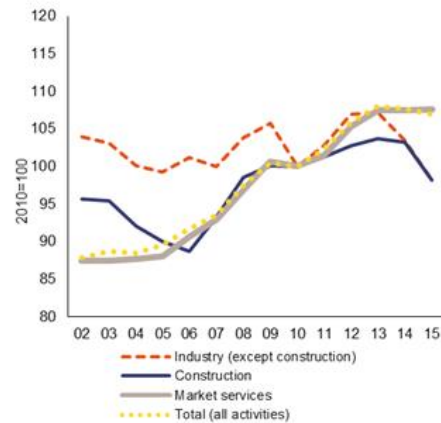 120
115
110
105
100
95
90
85
80
2010=100
02 03 04 05 06 07 08 09 10 11 12 13 14 15
Industry (except construction)
Construction
Market services
Total (all activities)